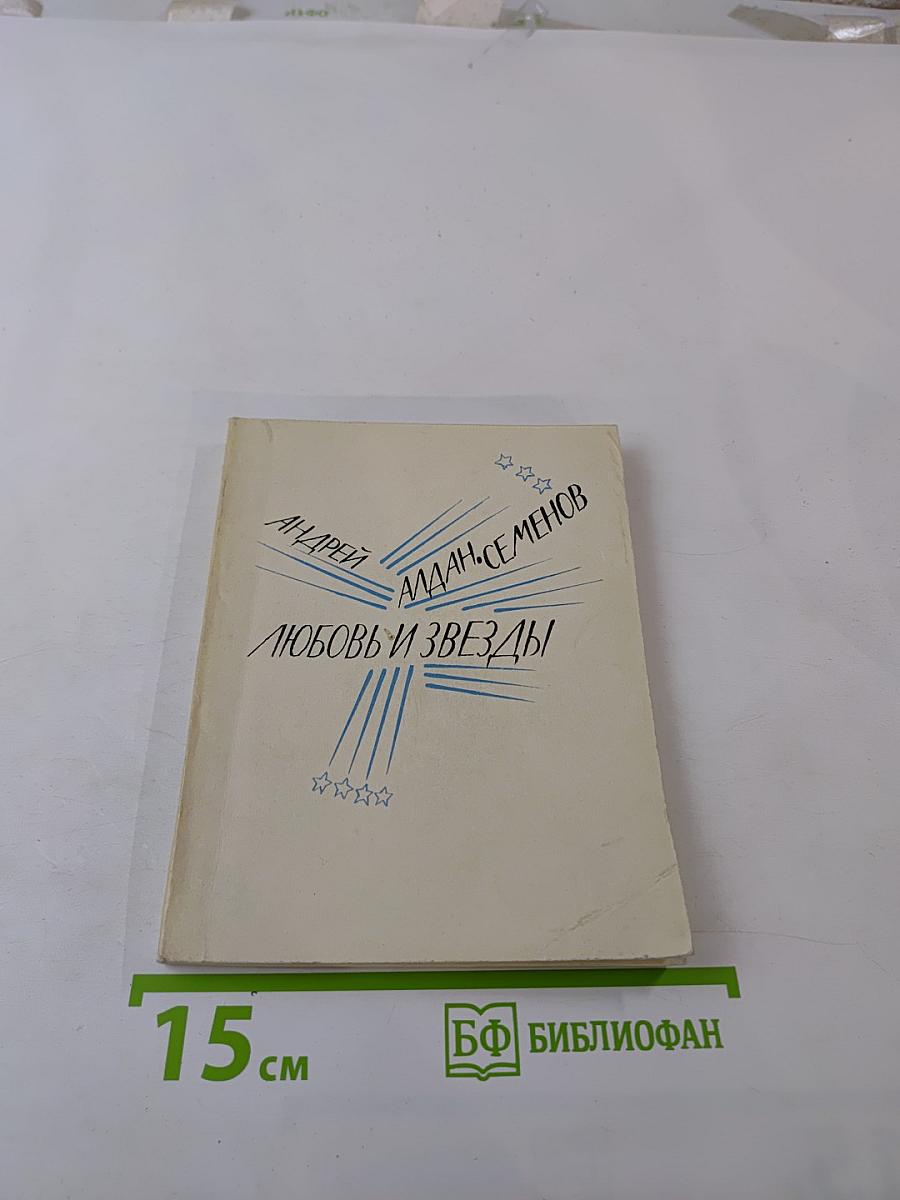 АНДРЕЙ
АЛДАН·СЕМЕНОВ
ЛЮБОВЬ И ЗВЕЗДЫ
15 см
БФ БИБЛИОФАН